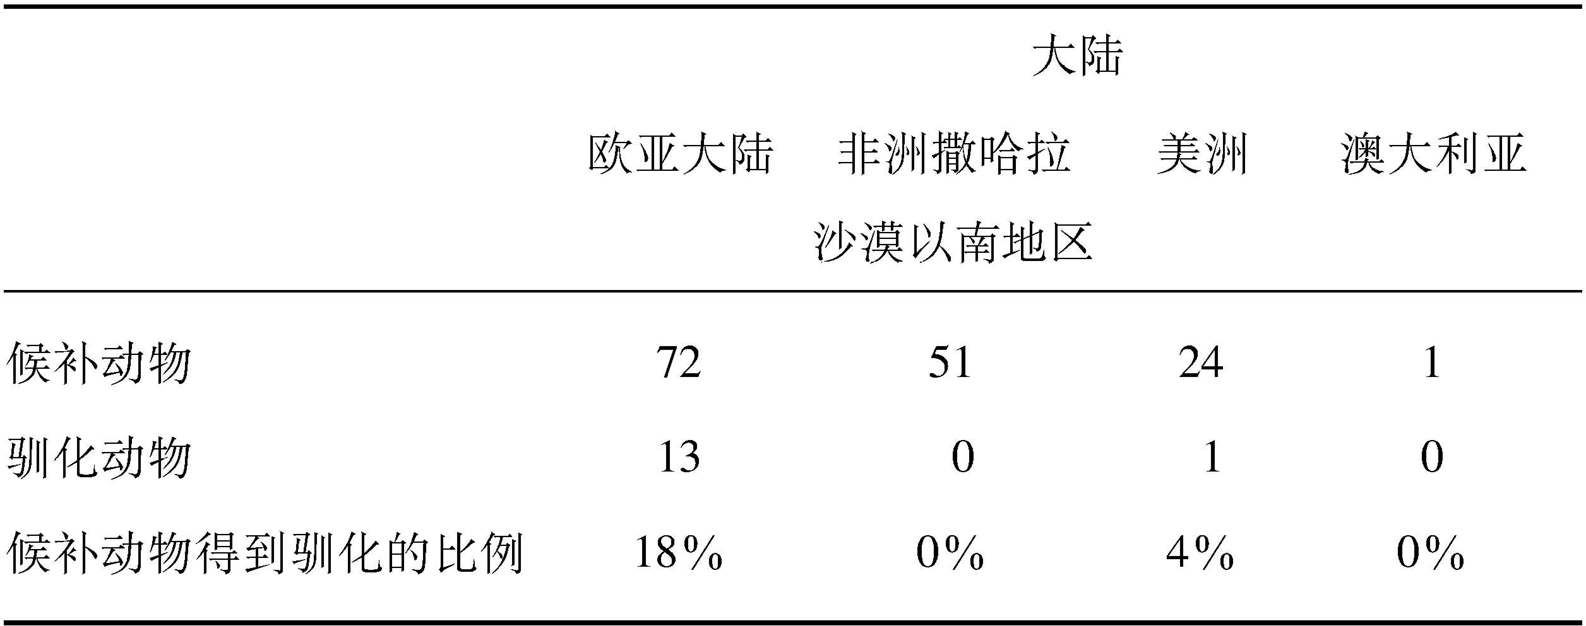 大陆
欧亚大陆 非洲撒哈拉 美洲 澳大利亚
沙漠以南地区
候补动物 72 51 24 1
驯化动物 13 0 1 0
候补动物得到驯化的比例 18% 0% 4% 0%